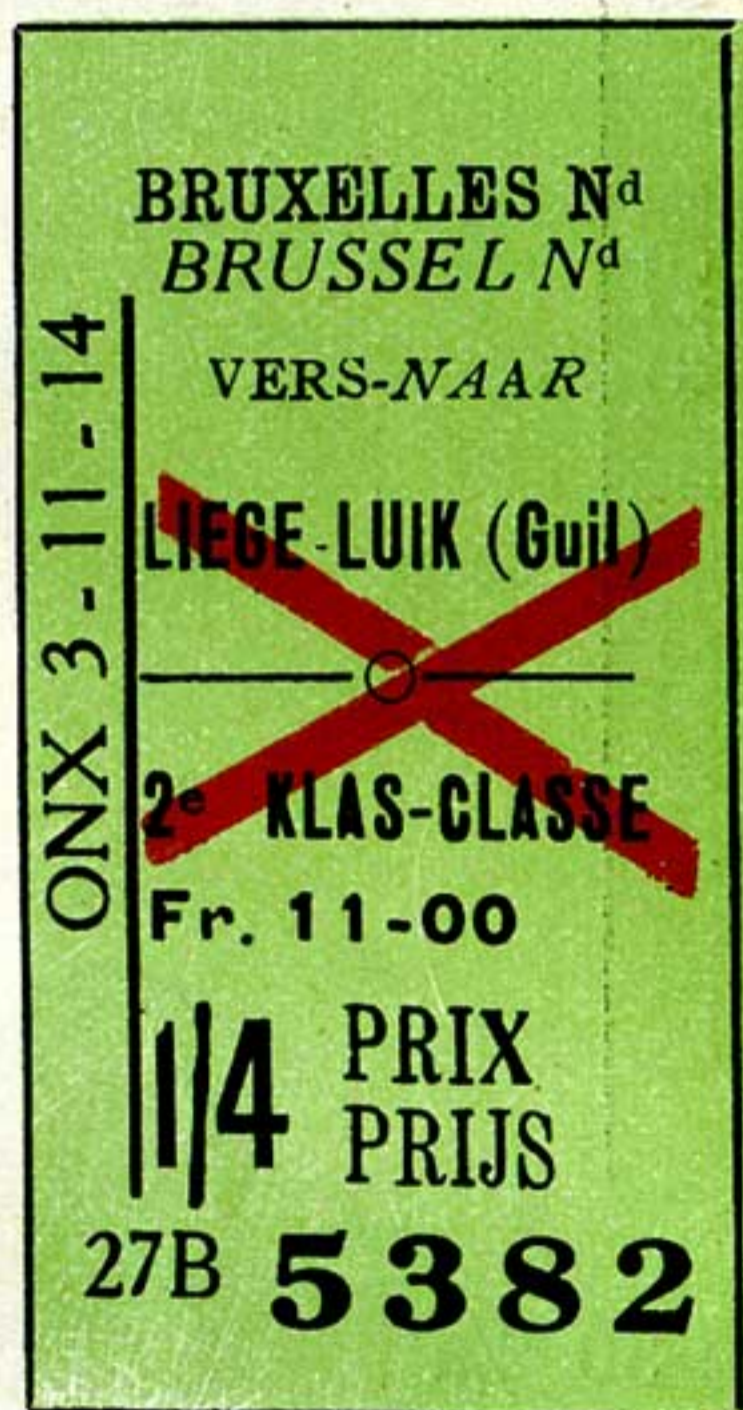 BRUXELLES Nd
BRUSSEL Nd
VERS-NAAR
LIEGE-LUIK (Guil)
2e KLAS-CLASSE
Fr. 11-00
1/4 PRIX
PRIJS
27B 5382
ONX 3-11-14